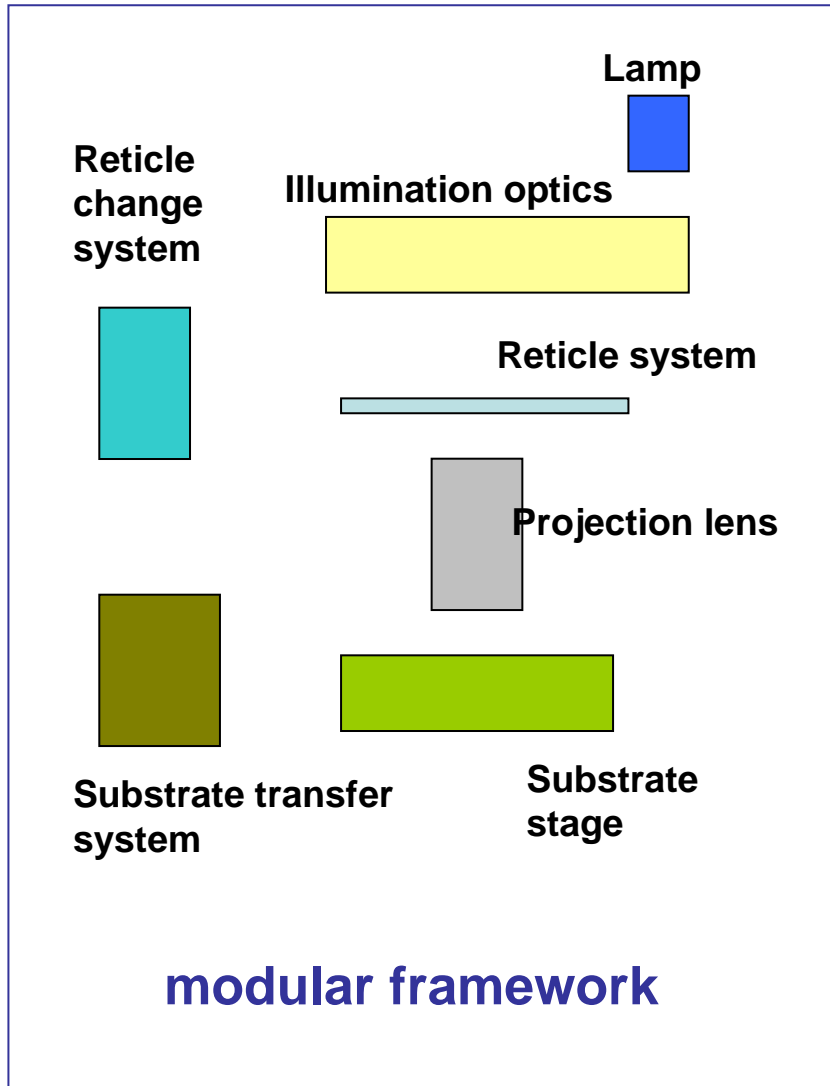 Lamp
Reticle
change
system
Illumination optics
Reticle system
Projection lens
Substrate transfer
system
Substrate
stage
modular framework